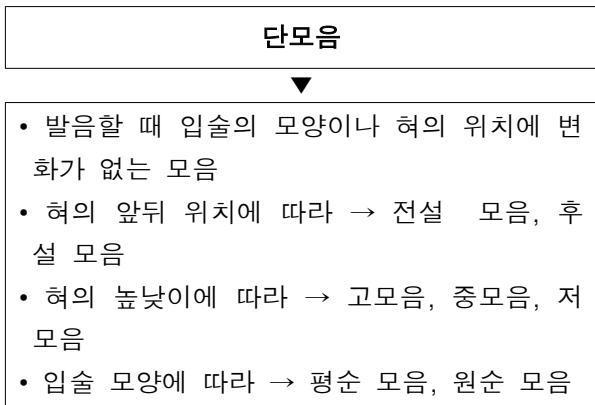 단모음
▼
• 발음할 때 입술의 모양이나 혀의 위치에 변
화가 없는 모음
• 혀의 앞뒤 위치에 따라 → 전설 모음, 후
설 모음
• 혀의 높낮이에 따라 → 고모음, 중모음, 저
모음
• 입술 모양에 따라 → 평순 모음, 원순 모음